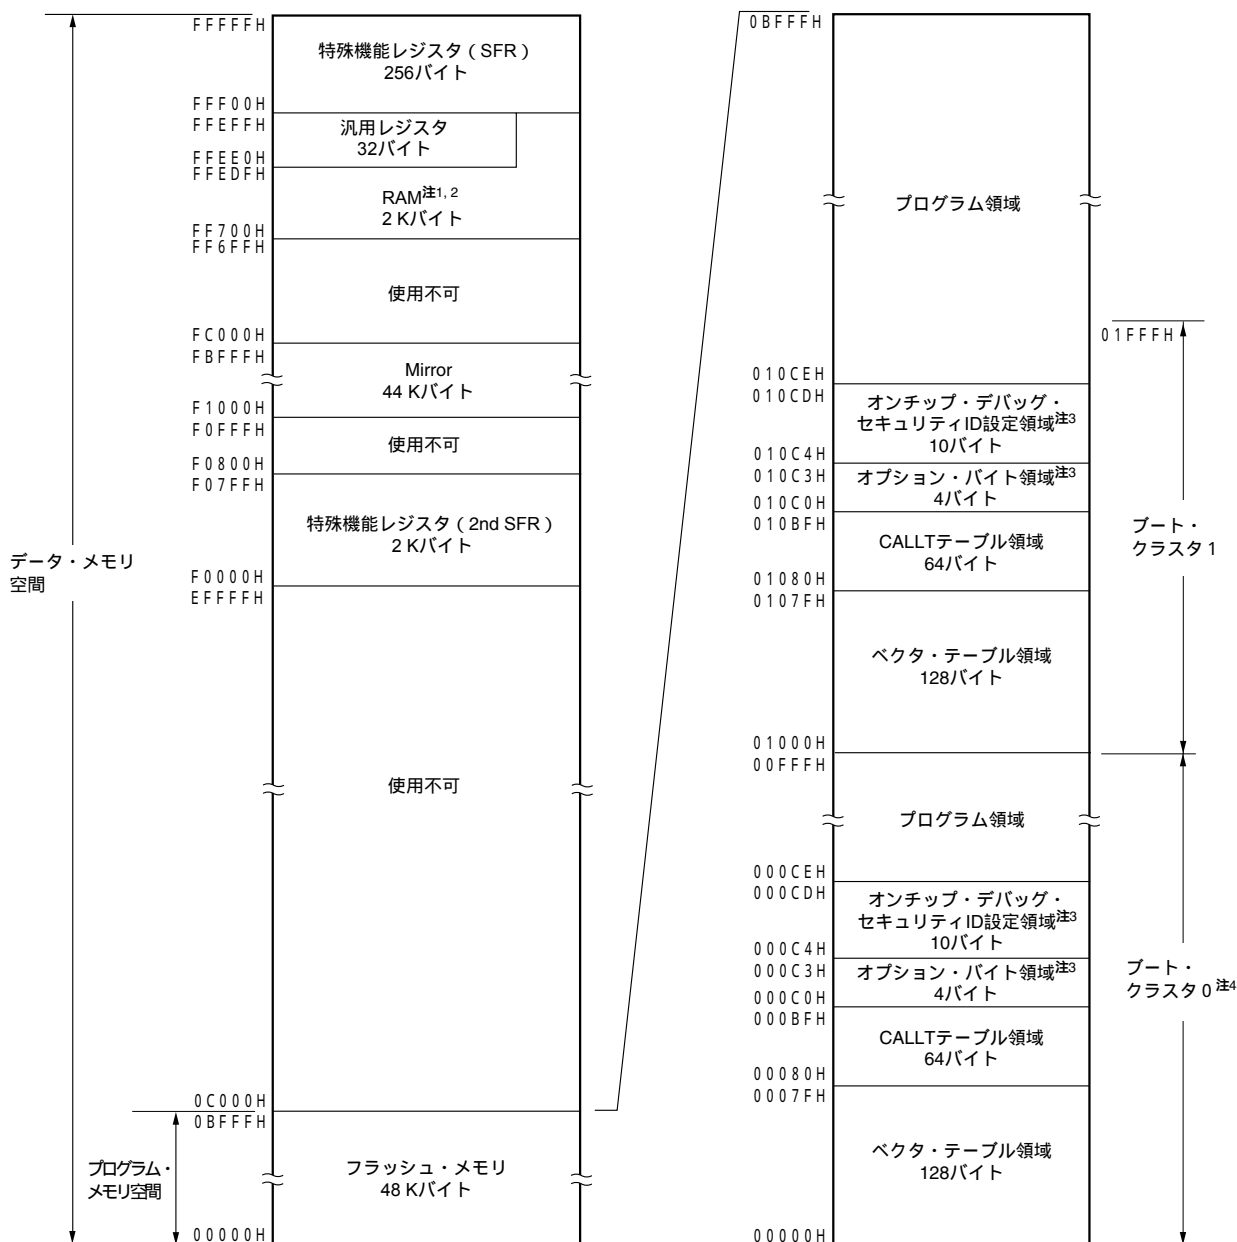 FFFFFH
特殊機能レジスタ（SFR）
256バイト
FFF00H
FFEFFH
汎用レジスタ
32バイト
FFEE0H
FFEDFH
RAM注1, 2
2 Kバイト
FF700H
FF6FFH
使用不可
FC000H
FBFFFH
Mirror
44 Kバイト
F1000H
F0FFFH
使用不可
F0800H
F07FFH
特殊機能レジスタ（2nd SFR）
2 Kバイト
データ・メモリ
空間
F0000H
EFFFFH
使用不可
0C000H
0BFFFH
プログラム・
メモリ空間
フラッシュ・メモリ
48 Kバイト
00000H
0BFFFH
プログラム領域
01FFFH
010CEH
010CDH
オンチップ・デバッグ・
セキュリティID設定領域注3
10バイト
010C4H
010C3H
オプション・バイト領域注3
4バイト
010C0H
010BFH
CALLTテーブル領域
64バイト
ブート・
クラスタ1
01080H
0107FH
ベクタ・テーブル領域
128バイト
01000H
00FFFH
プログラム領域
000CEH
000CDH
オンチップ・デバッグ・
セキュリティID設定領域注3
10バイト
000C4H
000C3H
オプション・バイト領域注3
4バイト
ブート・
クラスタ0注4
000C0H
000BFH
CALLTテーブル領域
64バイト
00080H
0007FH
ベクタ・テーブル領域
128バイト
00000H